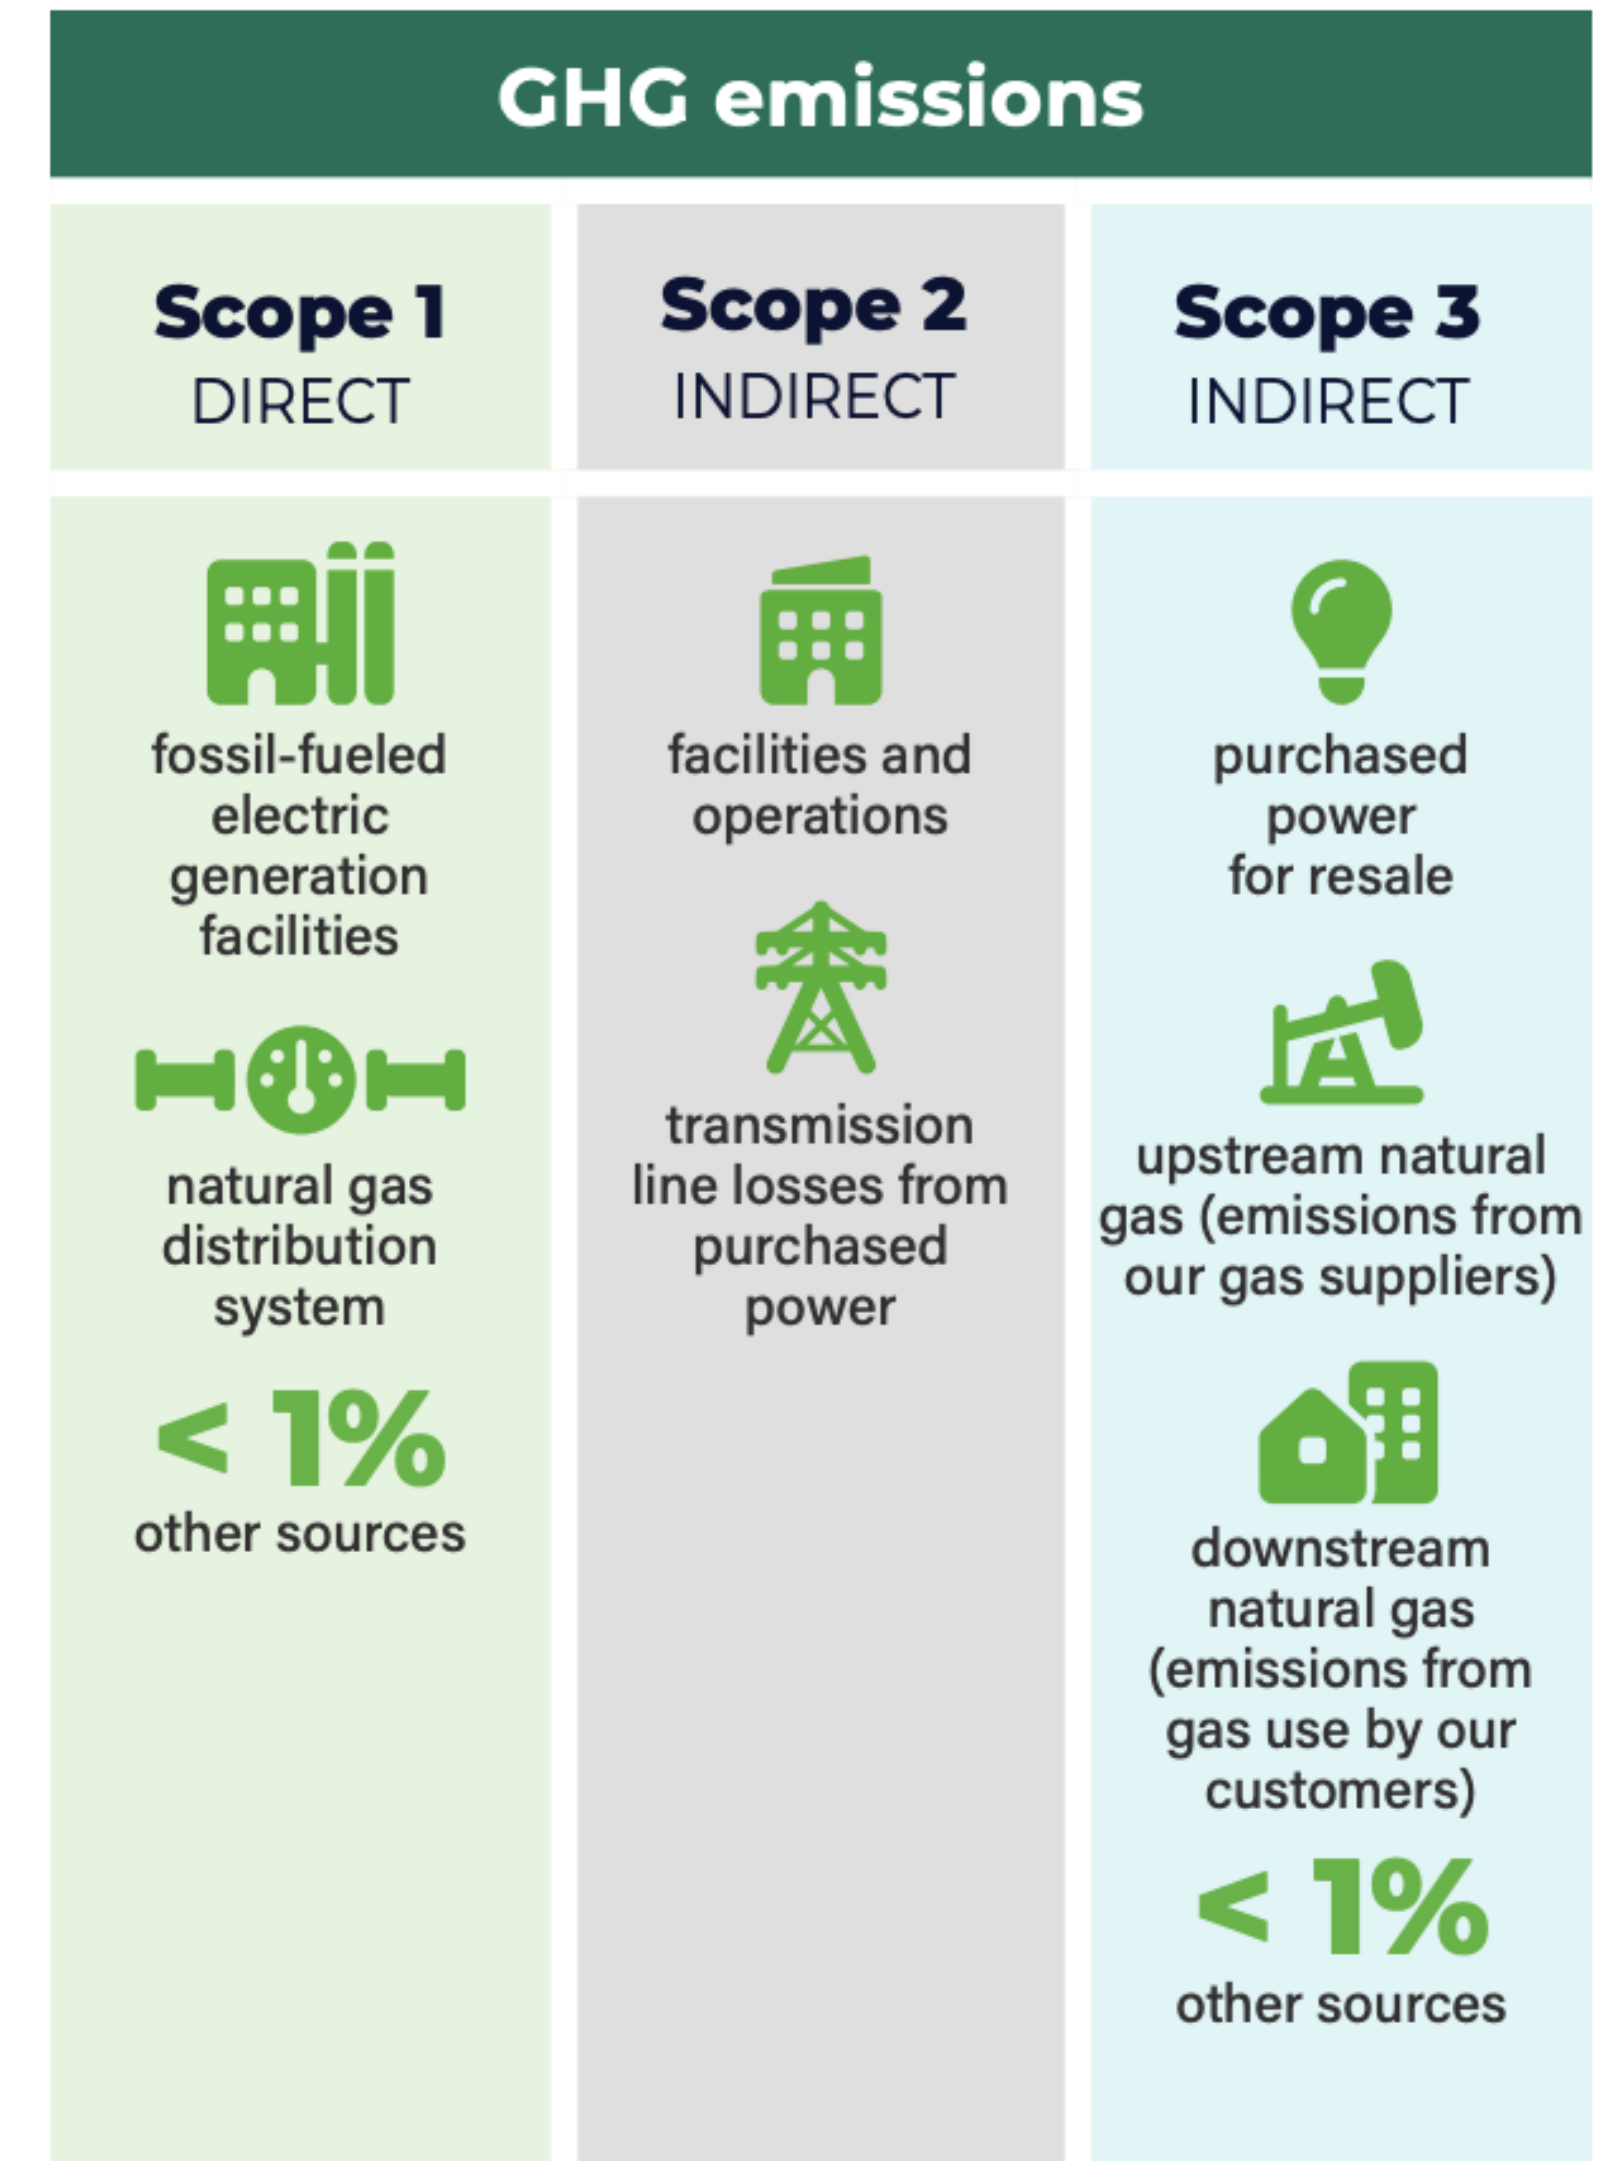 GHG emissions
Scope 1
DIRECT
Scope 2
INDIRECT
Scope 3
INDIRECT
fossil-fueled
electric
generation
facilities
natural gas
distribution
system
< 1%
other sources
facilities and
operations
transmission
line losses from
purchased
power
purchased
power
for resale
upstream natural
gas (emissions from
our gas suppliers)
downstream
natural gas
(emissions from
gas use by our
customers)
< 1%
other sources